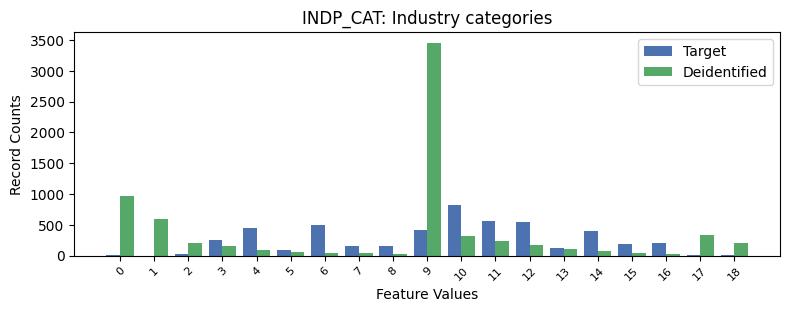 INDP_CAT: Industry categories
Target
Deidentified
Record Counts
3500
3000
2500
2000
1500
1000
500
0
0 1 2 3 4 5 6 7 8 9 10 11 12 13 14 15 16 17 18
Feature Values